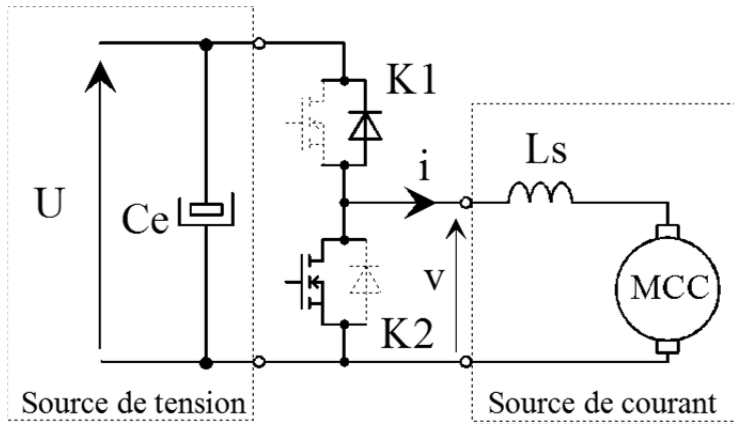 K1
Ls
i
U
Ce
v
MCC
K2
Source de tension
Source de courant